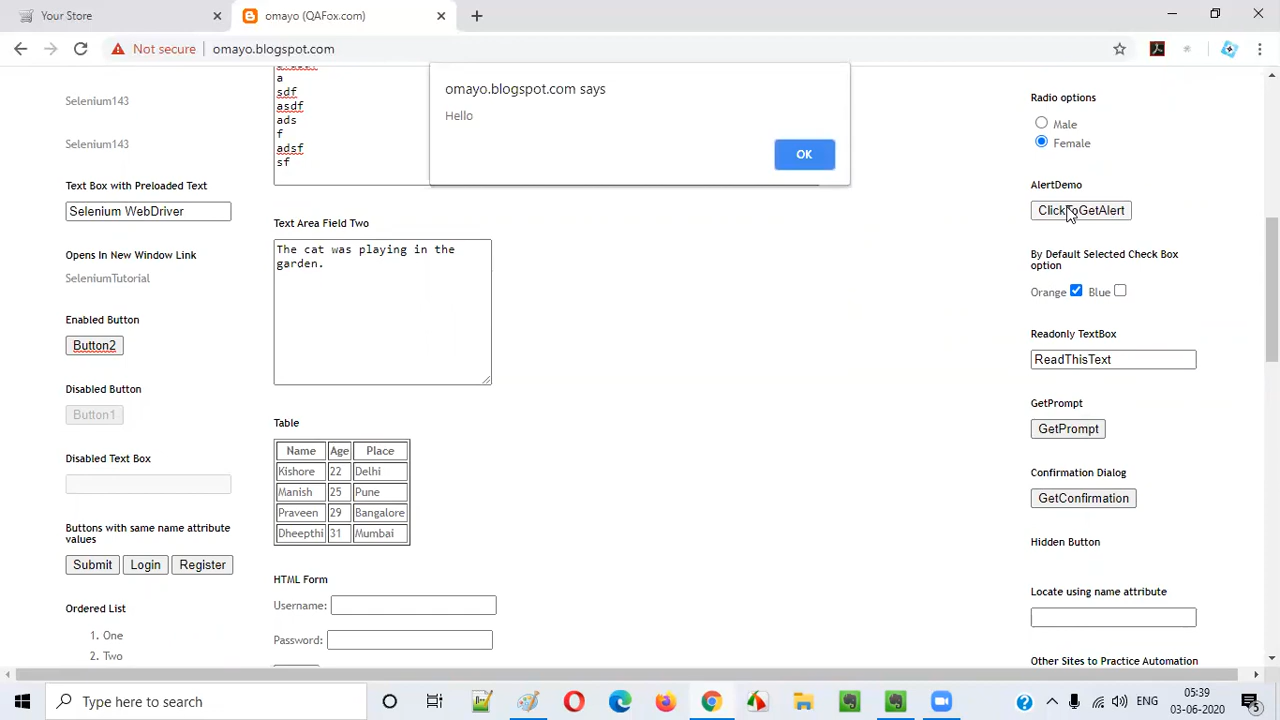 Your Store
omayo (QAFox.com)
Not secure
omayo.blogspot.com
omayo.blogspot.com says
Hello
OK
Selenium143
Selenium143
Text Box with Preloaded Text
Selenium WebDriver
Opens In New Window Link
SeleniumTutorial
Enabled Button
Button2
Disabled Button
Button1
Disabled Text Box
Buttons with same name attribute
values
Submit Login Register
Ordered List
1. One
2. Two
a
sdf
asdf
ads
f
adsf
sf
Text Area Field Two
The cat was playing in the
garden.
Table
Name Age Place
Kishore 22 Delhi
Manish 25 Pune
Praveen 29 Bangalore
Dheepthi 31 Mumbai
HTML Form
Username:
Password:
Radio options
Male
Female
AlertDemo
ClickToGetAlert
By Default Selected Check Box
option
Orange Blue
Readonly TextBox
ReadThisText
GetPrompt
GetPrompt
Confirmation Dialog
GetConfirmation
Hidden Button
Locate using name attribute
Other Sites to Practice Automation
Type here to search
ENG
05:39
03-06-2020
5